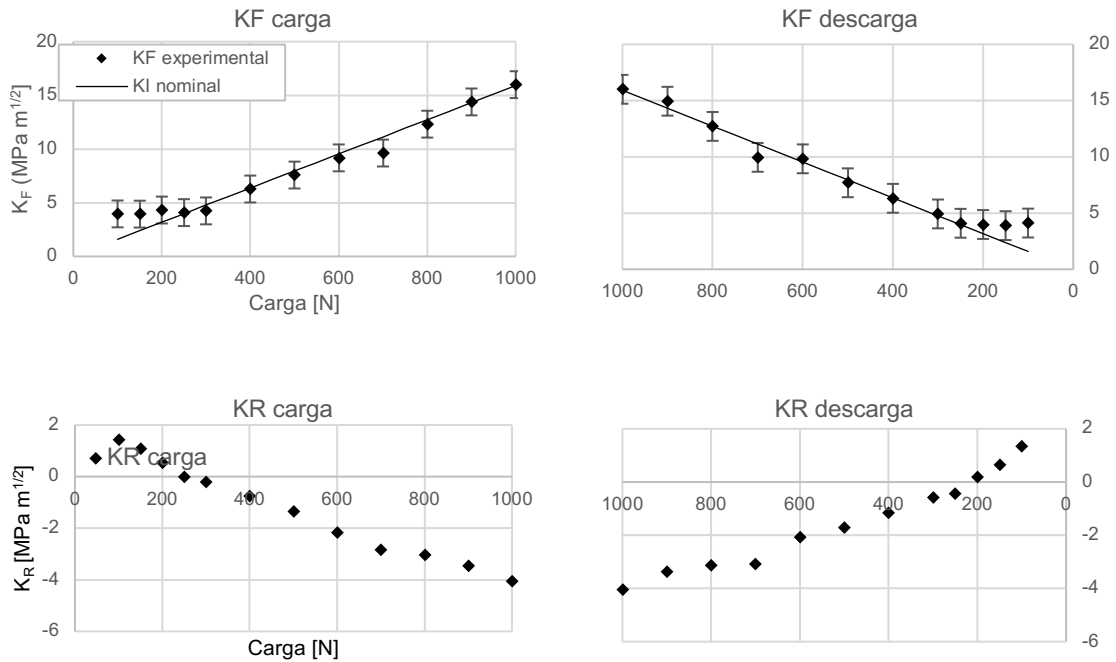 KF carga
KF descarga
20
15
10
5
0
KF experimental
KI nominal
K_F (MPa m^1/2)
0 200 400 600 800 1000
Carga [N]
20
15
10
5
0
1000 800 600 400 200 0
KR carga
KR descarga
2
0
-2
-4
-6
KR carga
K_R [MPa m^1/2]
0 200 400 600 800 1000
Carga [N]
2
0
-2
-4
-6
1000 800 600 400 200 0